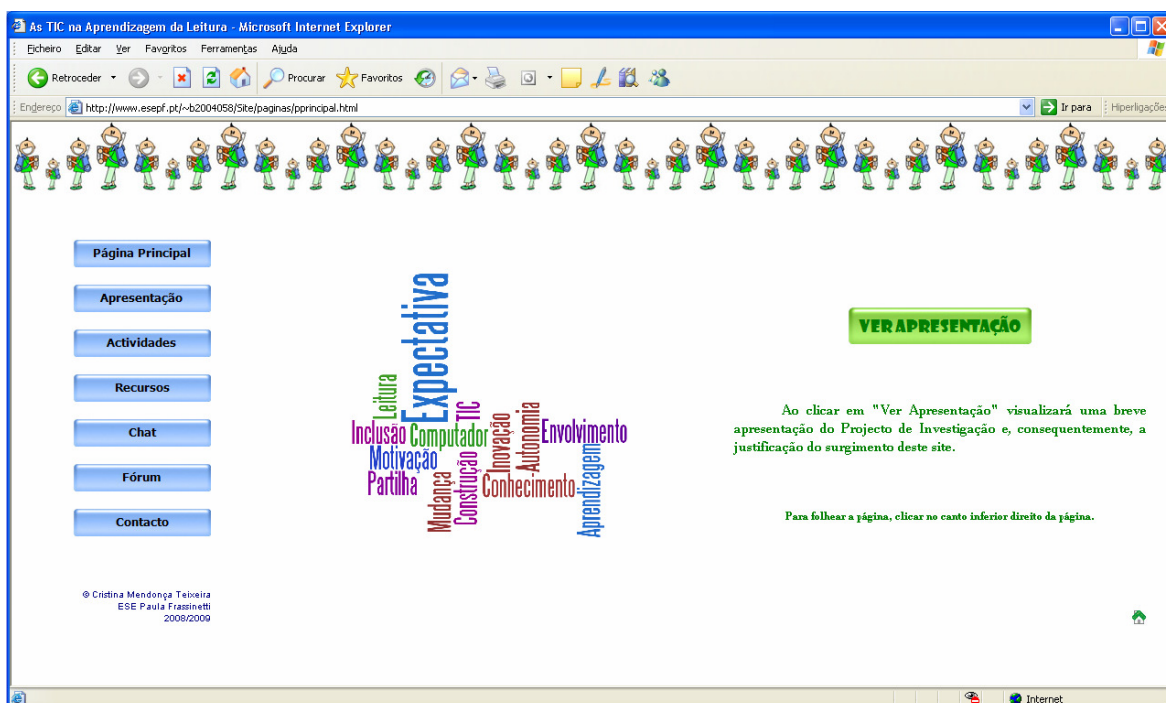 As TIC na Aprendizagem da Leitura - Microsoft Internet Explorer
Ficheiro Editar Ver Favoritos Ferramentas Ajuda
Retroceder Procurar Favoritos
Endereço http://www.esepf.pt/~b2004058/Site/paginas/pprincipal.html Ir para Hiperligações
Página Principal
Apresentação
Actividades
Recursos
Chat
Fórum
Contacto
© Cristina Mendonça Teixeira
ESE Paula Frassinetti
2008/2009
Expectativa
Leitura
TIC
Inclusão
Computador
Inovação
Autonomia
Envolvimento
Motivação
Partilha
Mudança
Construção
Conhecimento
Aprendizagem
VER APRESENTAÇÃO
Ao clicar em "Ver Apresentação" visualizará uma breve
apresentação do Projecto de Investigação e, consequentemente, a
justificação do surgimento deste site.
Para folhear a página, clicar no canto inferior direito da página.
Internet